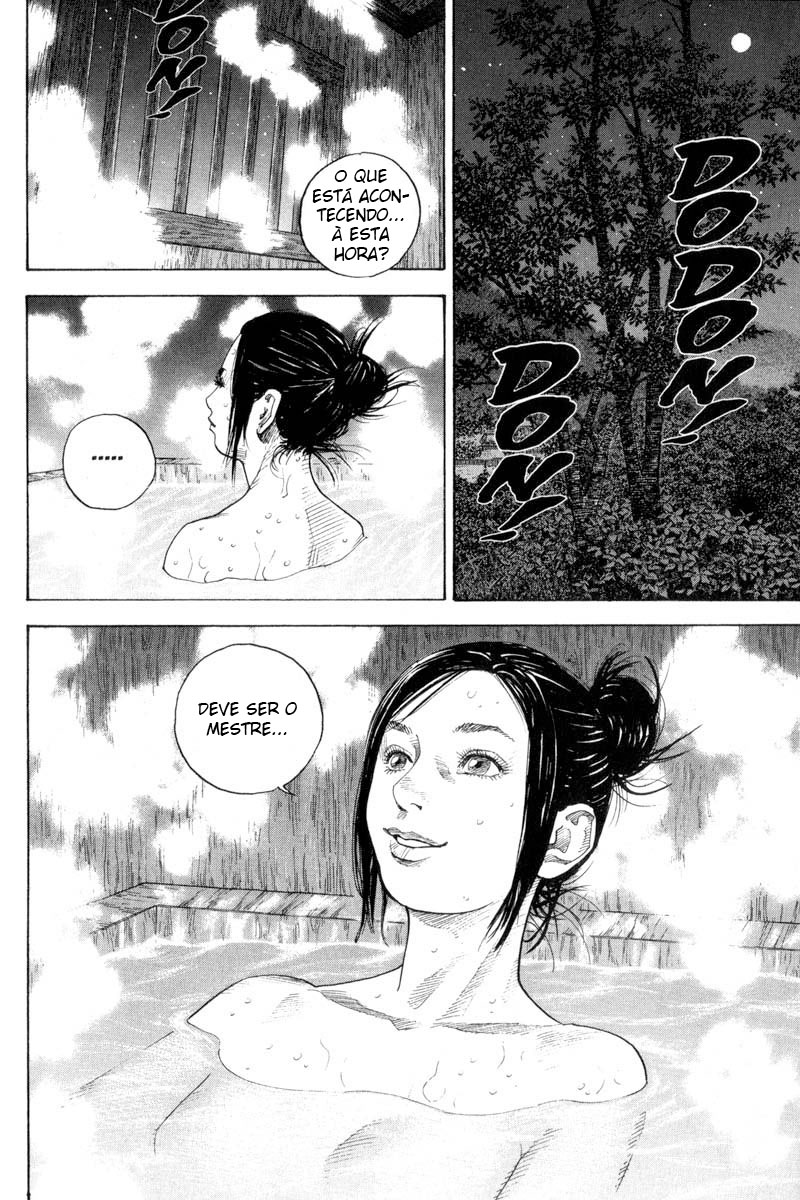 DODON!
DON!
DON!
O QUE
ESTÁ ACON-
TECENDO...
À ESTA
HORA?
.....
DEVE SER O
MESTRE...